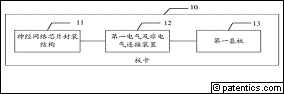 10
11
12
13
神经网络芯片封装
结构
第一电气及非电
气连接装置
第一基板
板卡
© patentics.com